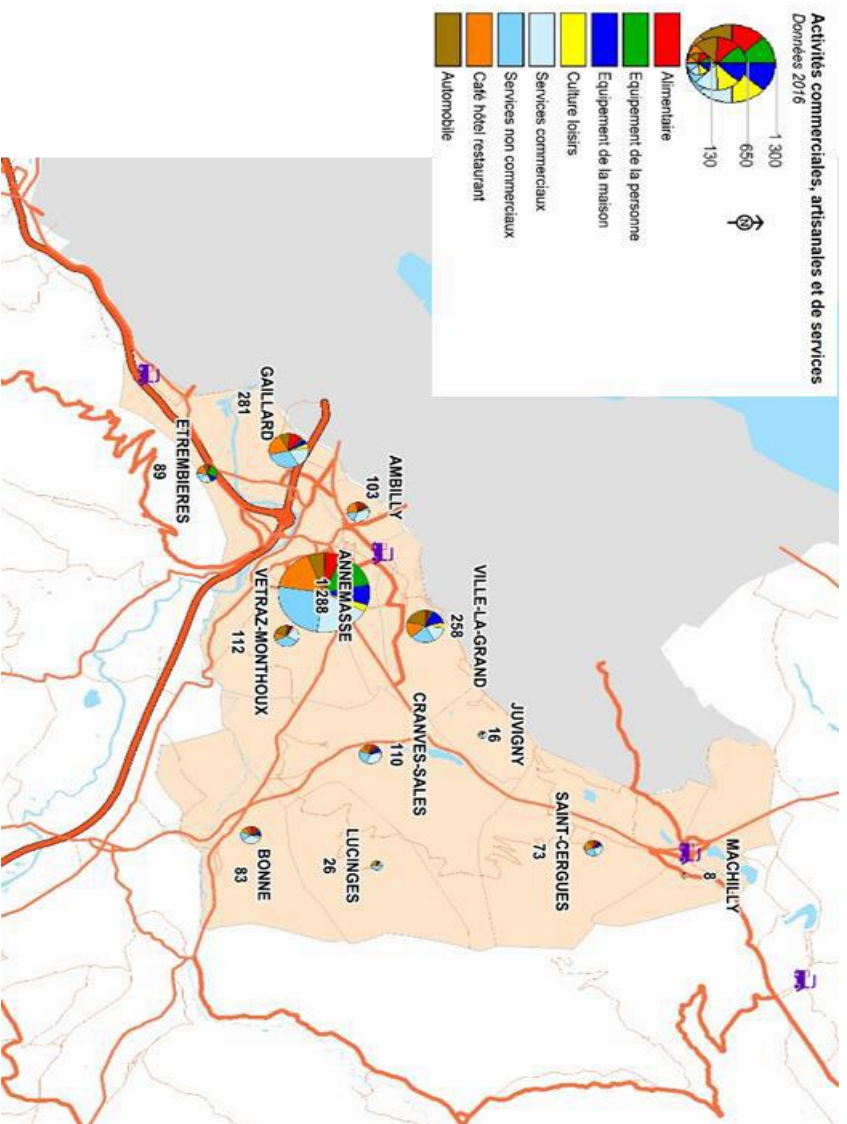 Activités commerciales, artisanales et de services
Données 2016
1 300
650
130
N
Alimentaire
Equipement de la personne
Equipement de la maison
Culture loisirs
Services commerciaux
Services non commerciaux
Café hôtel restaurant
Automobile
MACHILLY
8
SAINT-CERGUES
73
JUVIGNY
16
VILLE-LA-GRAND
258
CRANVES-SALES
110
LUCINGES
26
AMBILLY
103
ANNEMASSE
1 288
BONNE
83
VETRAZ-MONTHOUX
112
GAILLARD
281
ETREMBIERES
89